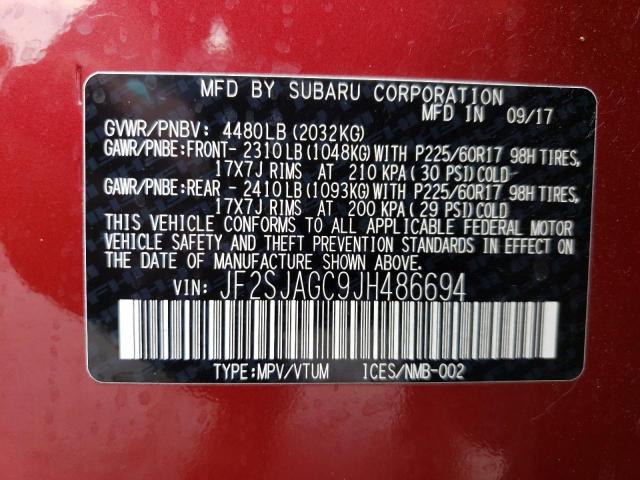 MFD BY SUBARU CORPORATION
MFD IN 09/17
GVWR/PNBV: 4480LB(2032KG)
GAWR/PNBE:FRONT-2310LB(1048KG)WITH P225/60R17 98H TIRES,
17X7J RIMS AT 210 KPA(30 PSI)COLD
GAWR/PNBE:REAR -2410LB(1093KG)WITH P225/60R17 98H TIRES,
17X7J RIMS AT 200 KPA(29 PSI)COLD
THIS VEHICLE CONFORMS TO ALL APPLICABLE FEDERAL MOTOR
VEHICLE SAFETY AND THEFT PREVENTION STANDARDS IN EFFECT ON
THE DATE OF MANUFACTURE SHOWN ABOVE.
VIN: JF2SJAGC9JH486694
TYPE:MPV/VTUM ICES/NMB-002